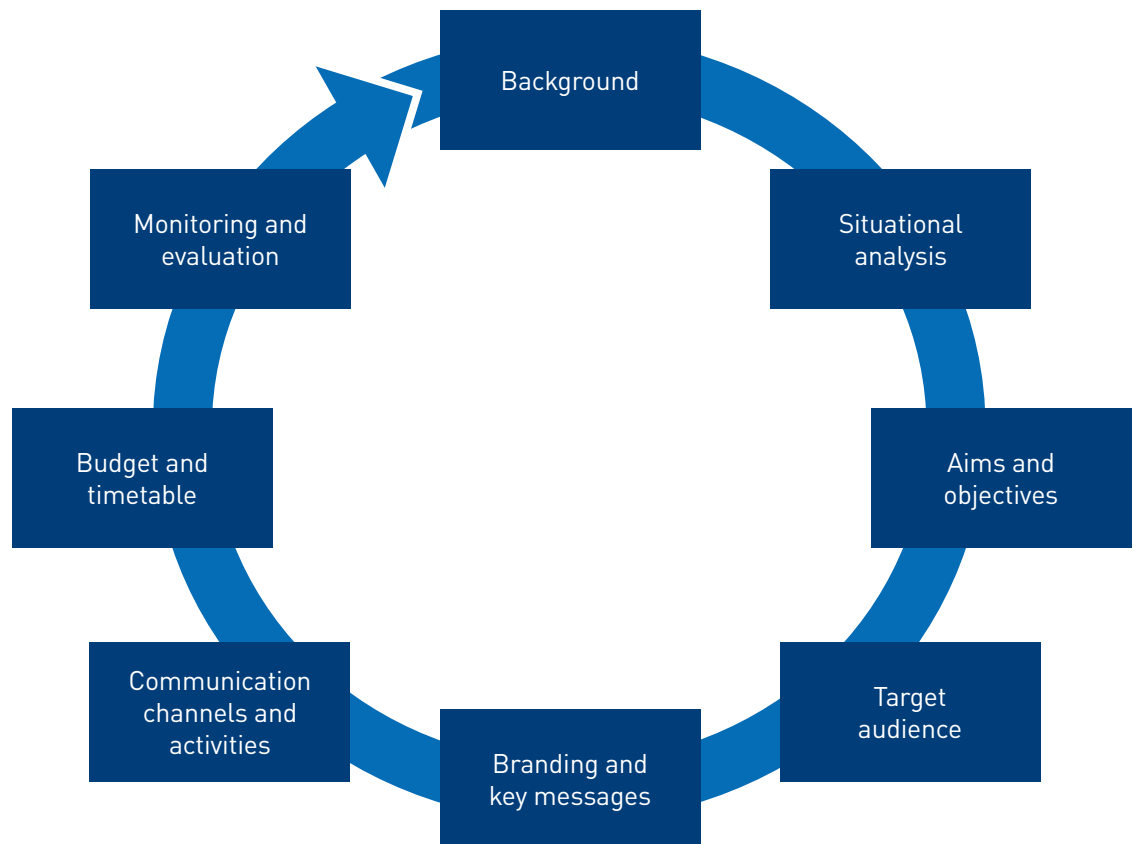 Background
Situational
analysis
Aims and
objectives
Target
audience
Branding and
key messages
Communication
channels and
activities
Budget and
timetable
Monitoring and
evaluation